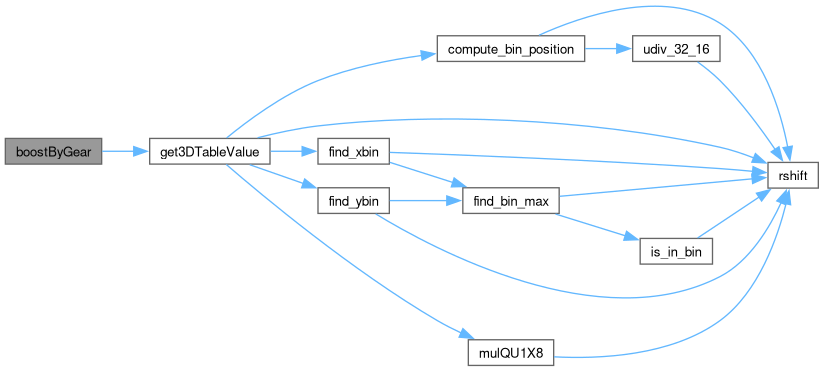 boostByGear
get3DTableValue
compute_bin_position
udiv_32_16
find_xbin
find_ybin
find_bin_max
is_in_bin
mulQU1X8
rshift